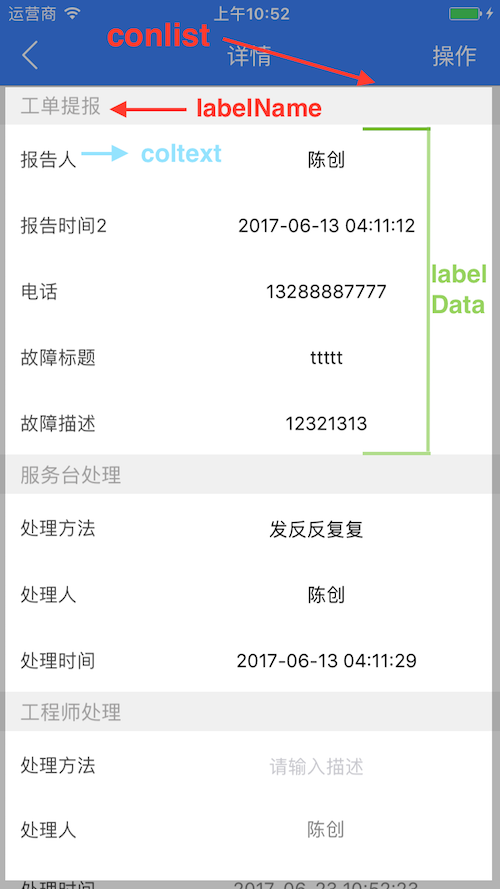 运营商 上午10:52
conlist
详情 操作
工单提报 labelName
报告人 coltext 陈创
报告时间2 2017-06-13 04:11:12
电话 13288887777
label
Data
故障标题 ttttt
故障描述 12321313
服务台处理
处理方法 发反反复复
处理人 陈创
处理时间 2017-06-13 04:11:29
工程师处理
处理方法 请输入描述
处理人 陈创
处理时间 2017-06-23 10:52:23